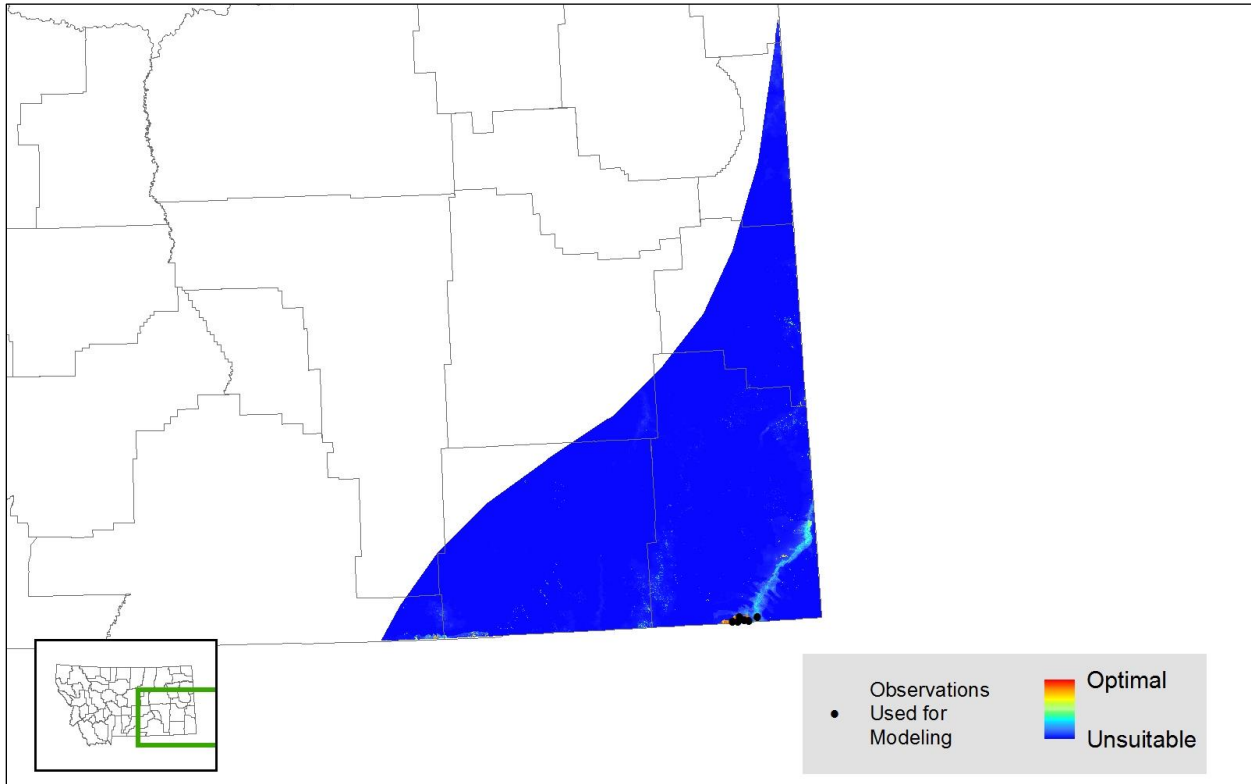 Observations
Used for
Modeling
Optimal
Unsuitable